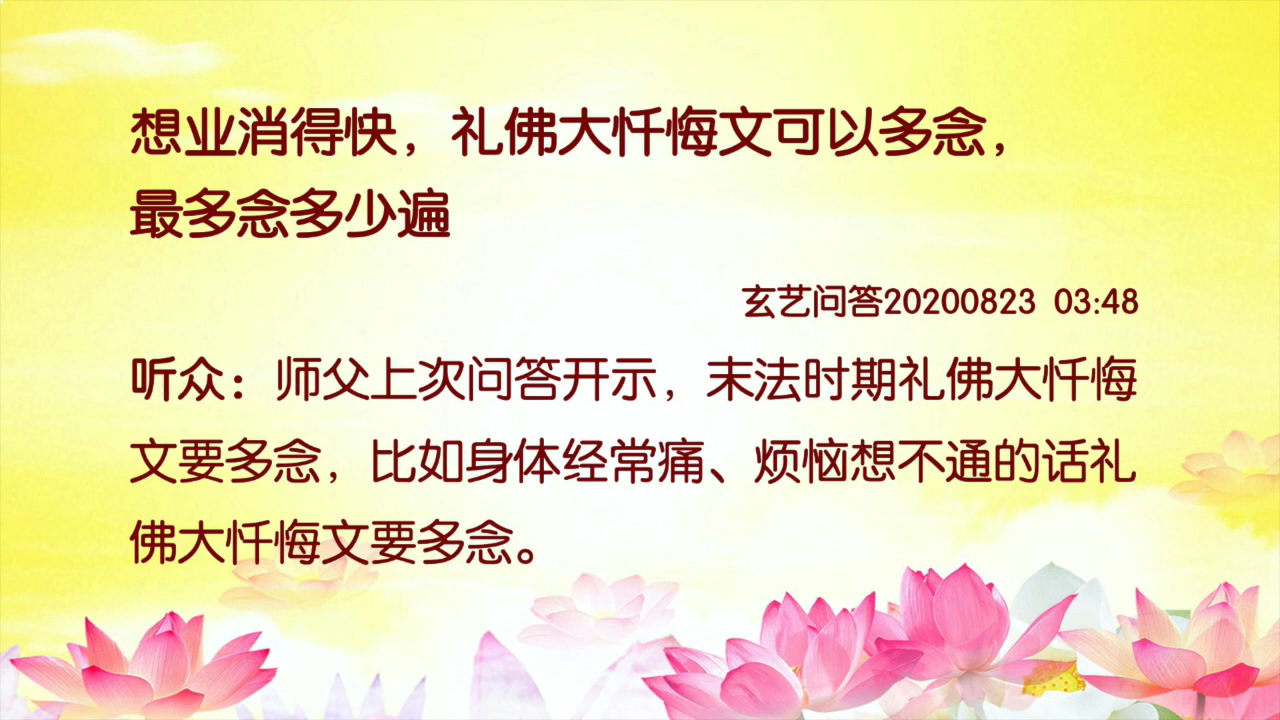 想业消得快，礼佛大忏悔文可以多念，
最多念多少遍
玄艺问答20200823 03:48
听众：师父上次问答开示，末法时期礼佛大忏悔
文要多念，比如身体经常痛、烦恼想不通的话礼
佛大忏悔文要多念。